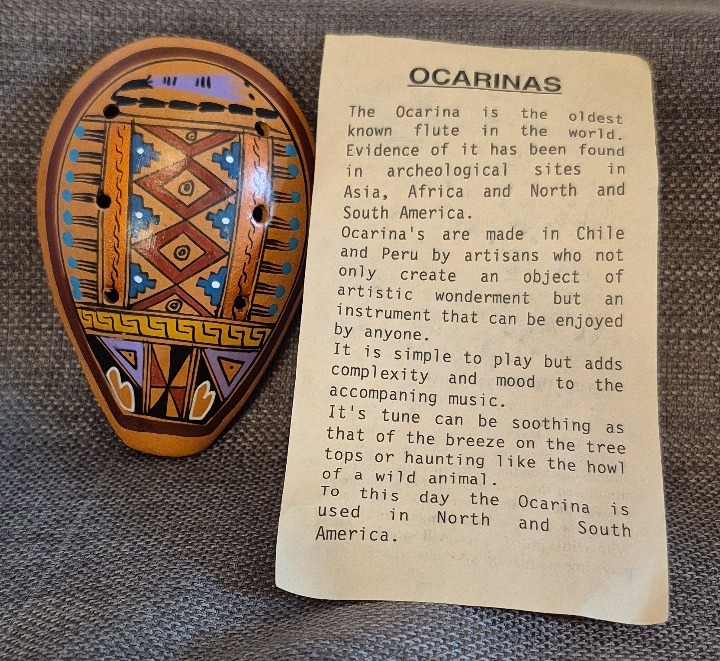 OCARINAS
The Ocarina is the oldest
known flute in the world.
Evidence of it has been found
in archeological sites in
Asia, Africa and North and
South America.
Ocarina's are made in Chile
and Peru by artisans who not
only create an object of
artistic wonderment but an
instrument that can be enjoyed
by anyone.
It is simple to play but adds
complexity and mood to the
accompaning music.
It's tune can be soothing as
that of the breeze on the tree
tops or haunting like the howl
of a wild animal.
To this day the Ocarina is
used in North and South
America.